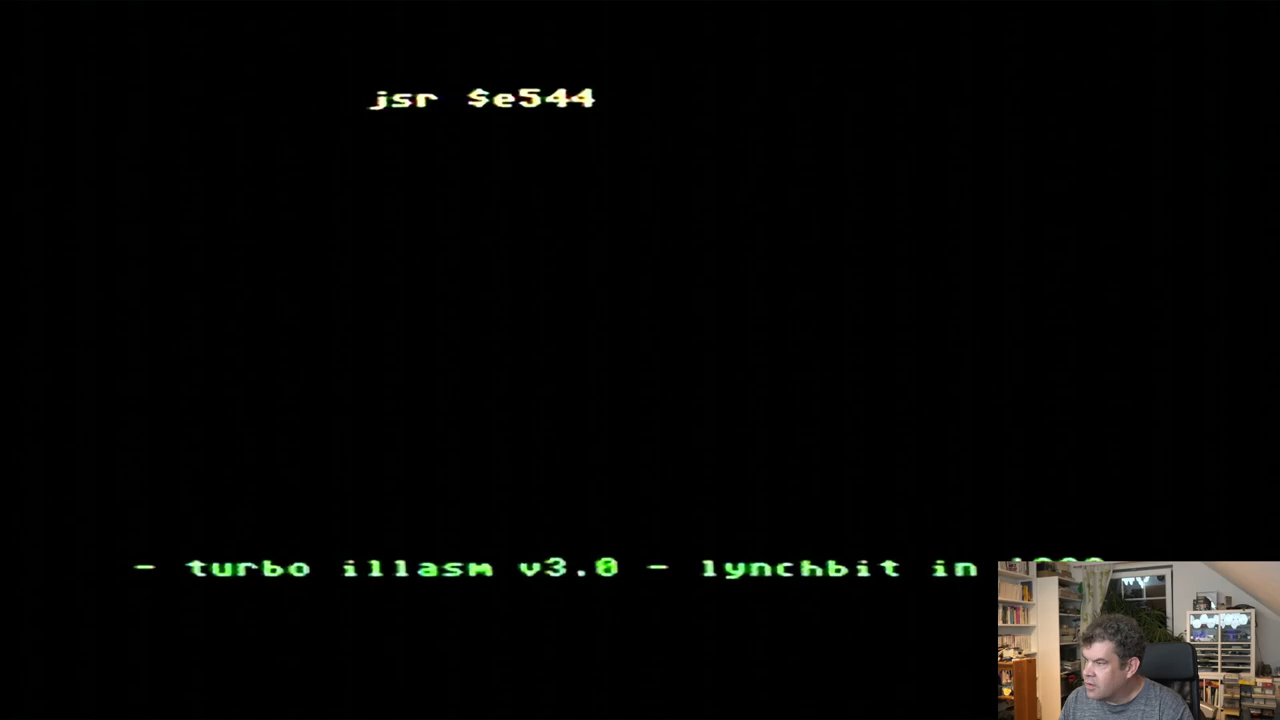 jsr $e544
- turbo illasm v3.0 - lynchbit in